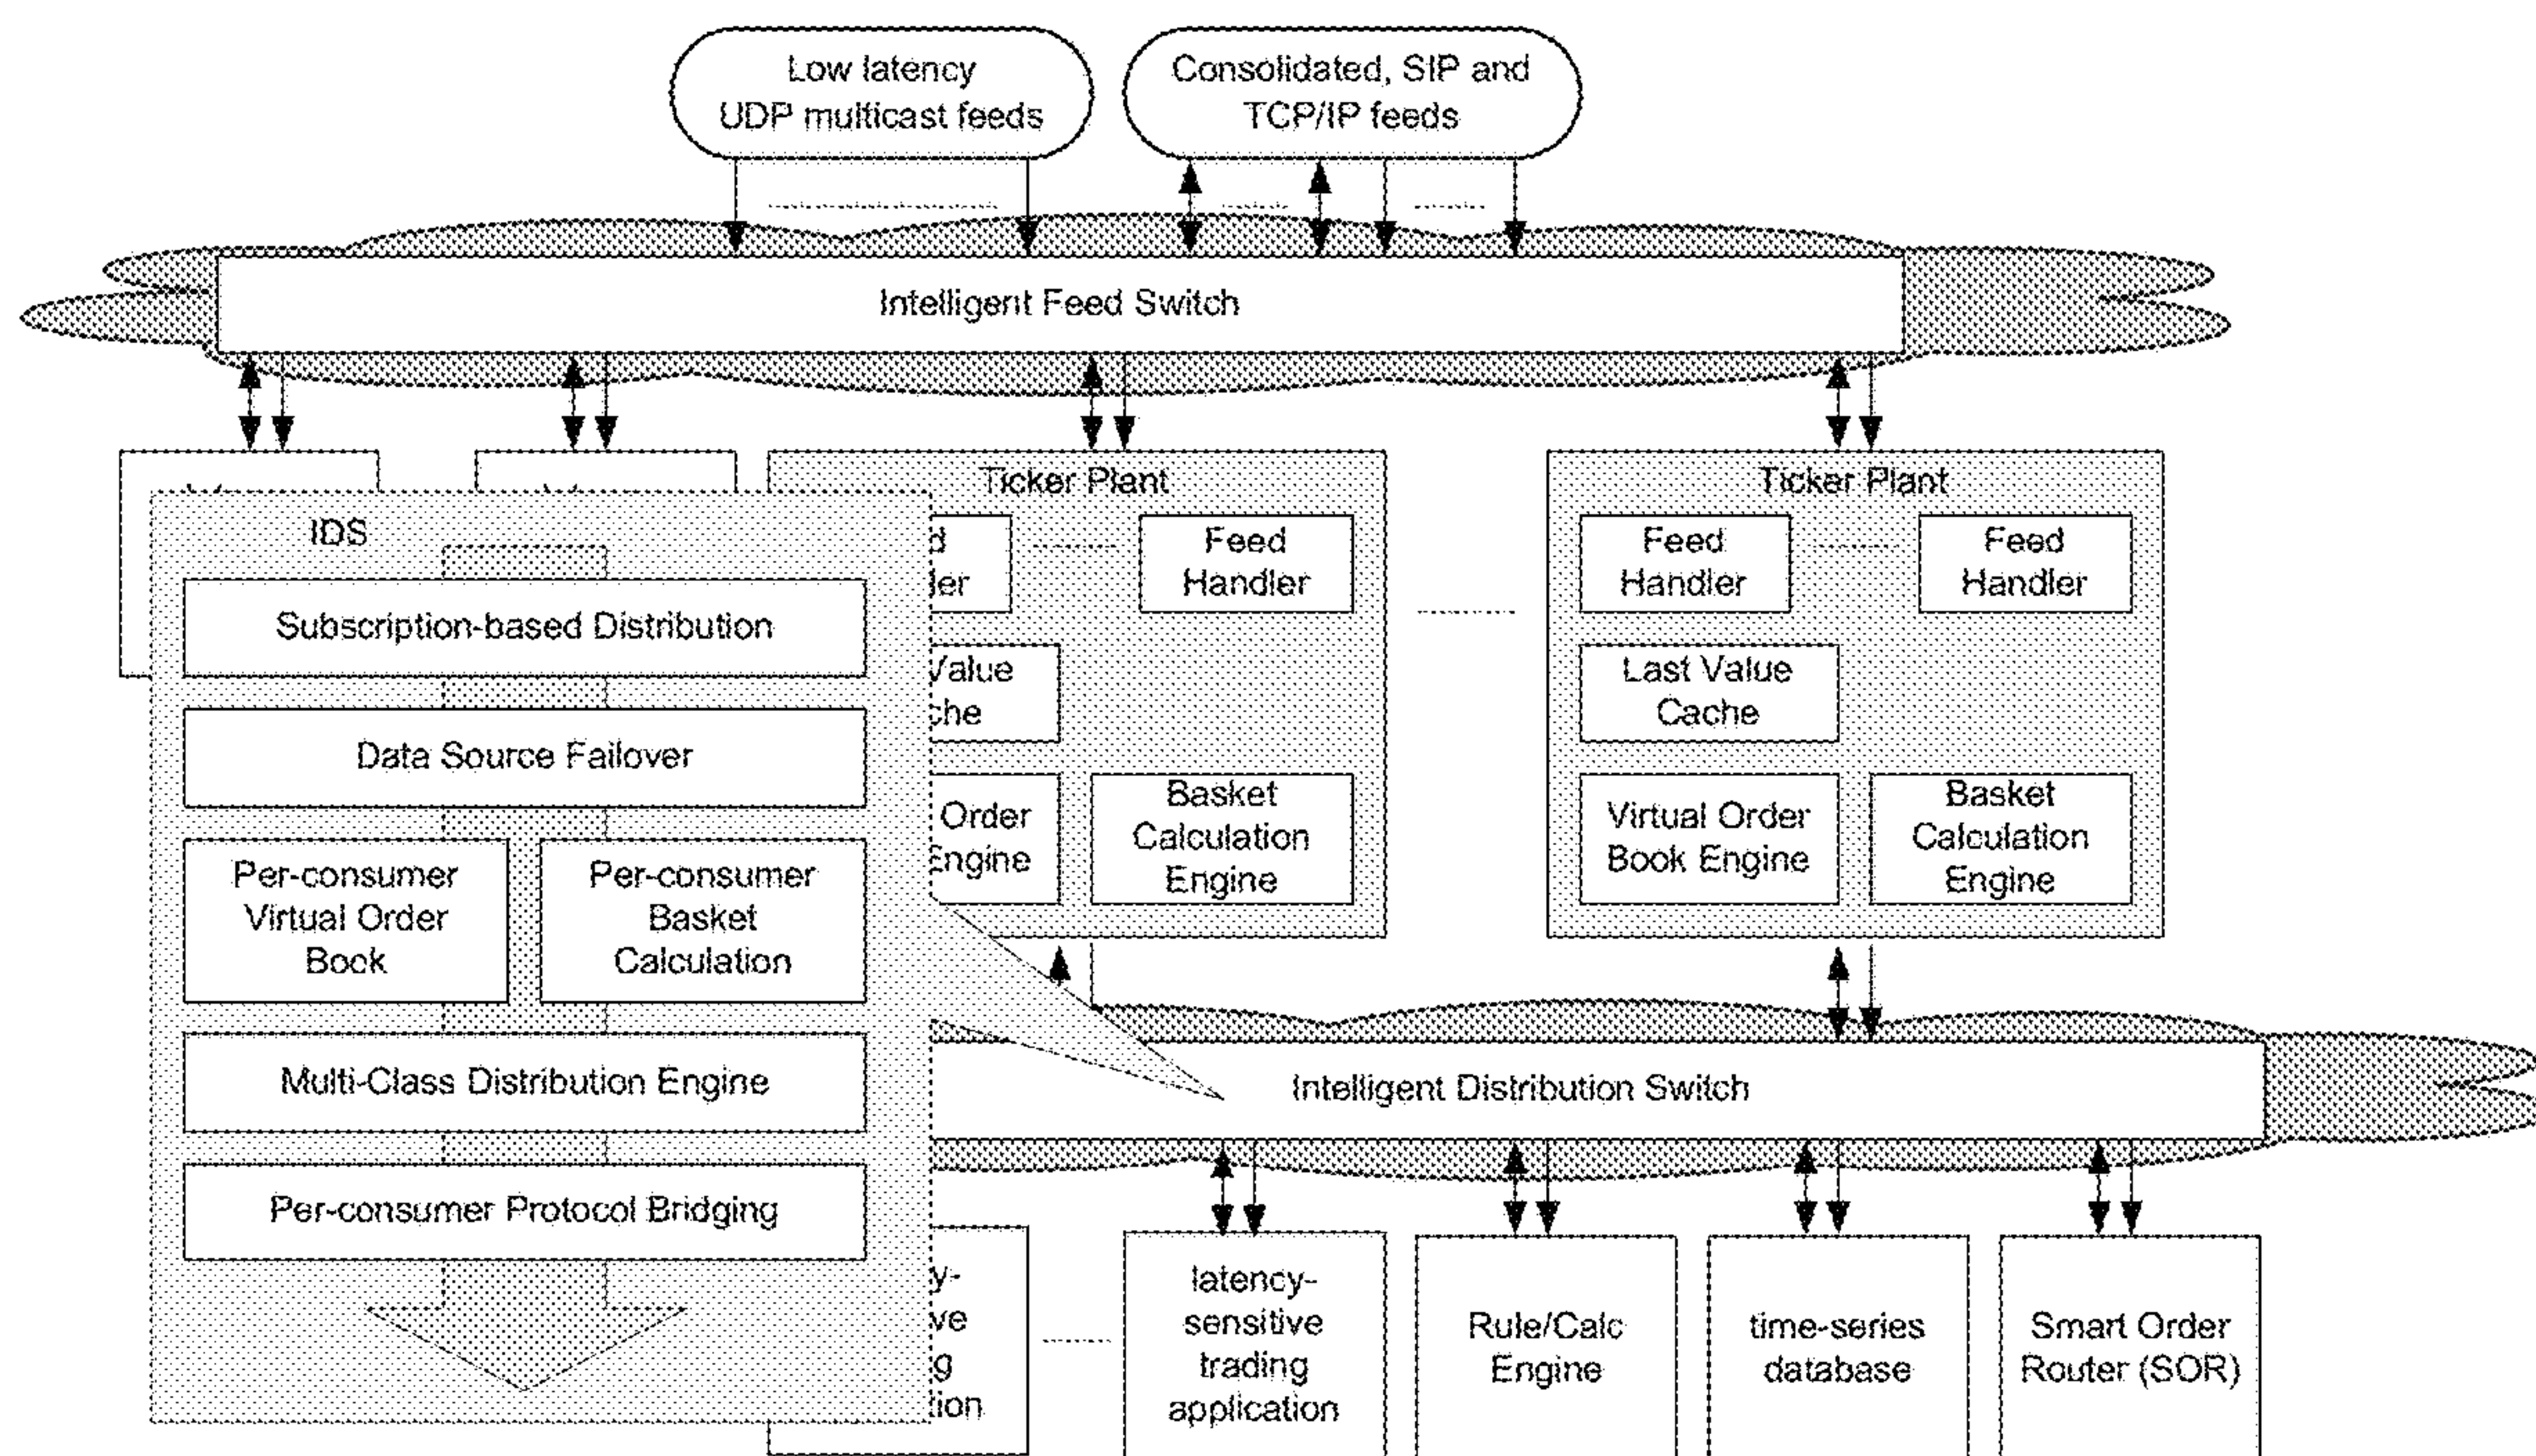 Low latency
UDP multicast feeds
Consolidated, SIP and
TCP/IP feeds
Intelligent Feed Switch
Ticker Plant
Feed
Handler
Value
Order
Engine
Basket
Calculation
Engine
Ticker Plant
Feed
Handler
Feed
Handler
Last Value
Cache
Virtual Order
Book Engine
Basket
Calculation
Engine
IDS
Subscription-based Distribution
Data Source Failover
Per-consumer
Virtual Order
Book
Per-consumer
Basket
Calculation
Multi-Class Distribution Engine
Per-consumer Protocol Bridging
Intelligent Distribution Switch
latency-
sensitive
trading
application
Rule/Calc
Engine
time-series
database
Smart Order
Router (SOR)